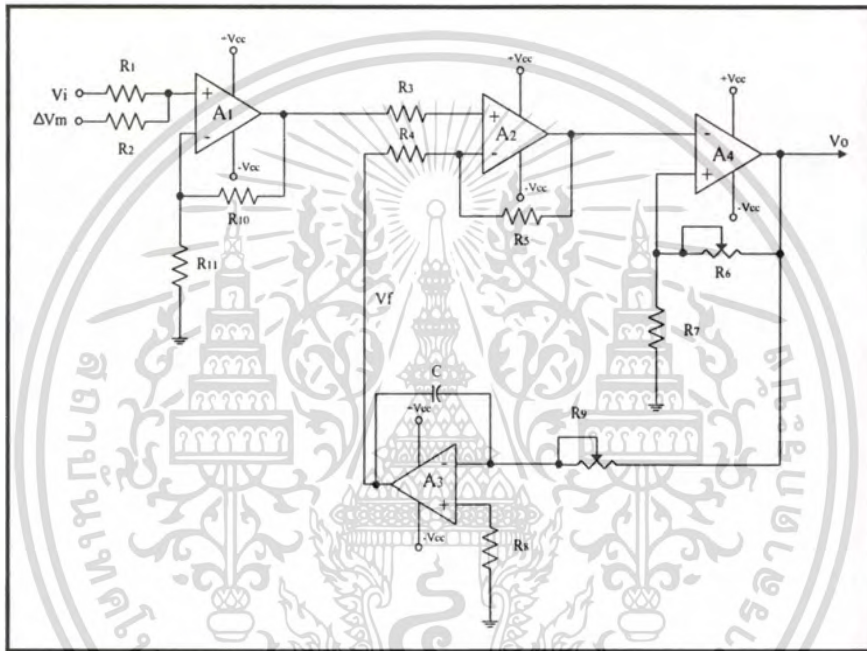 +Vcc
+Vcc
+Vcc
R1
R3
Vi
+
A1
-
ΔVm
R2
-Vcc
R10
R11
R4
+
A2
-
-Vcc
R5
-
A4
+
-Vcc
Vo
R6
R7
Vf
C
+Vcc
-
A3
+
-Vcc
R8
R9